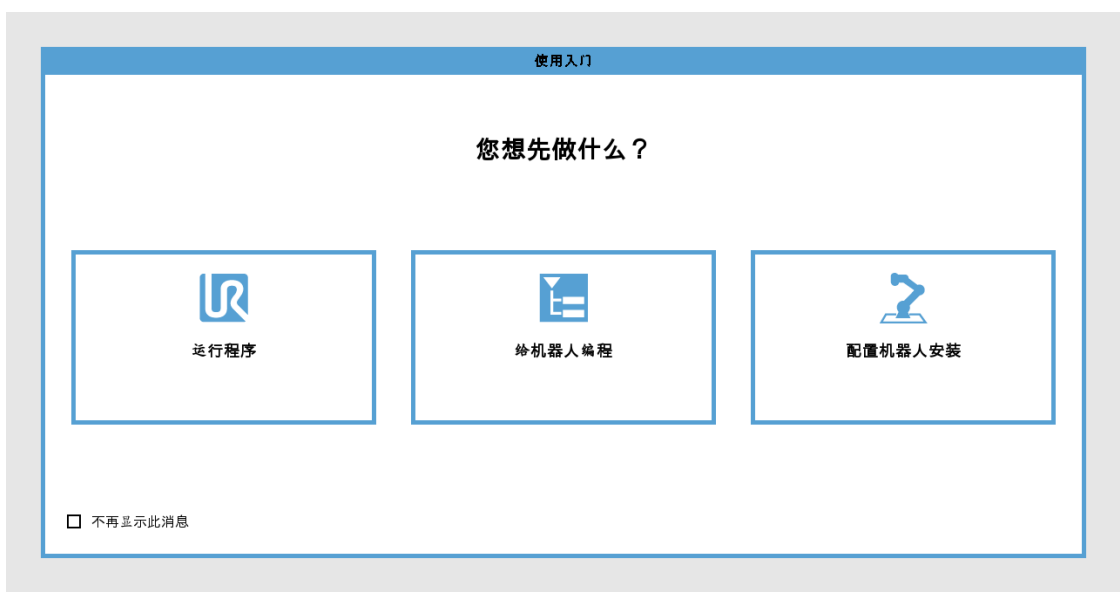 使用入门
您想先做什么？
运行程序
给机器人编程
配置机器人安装
不再显示此消息